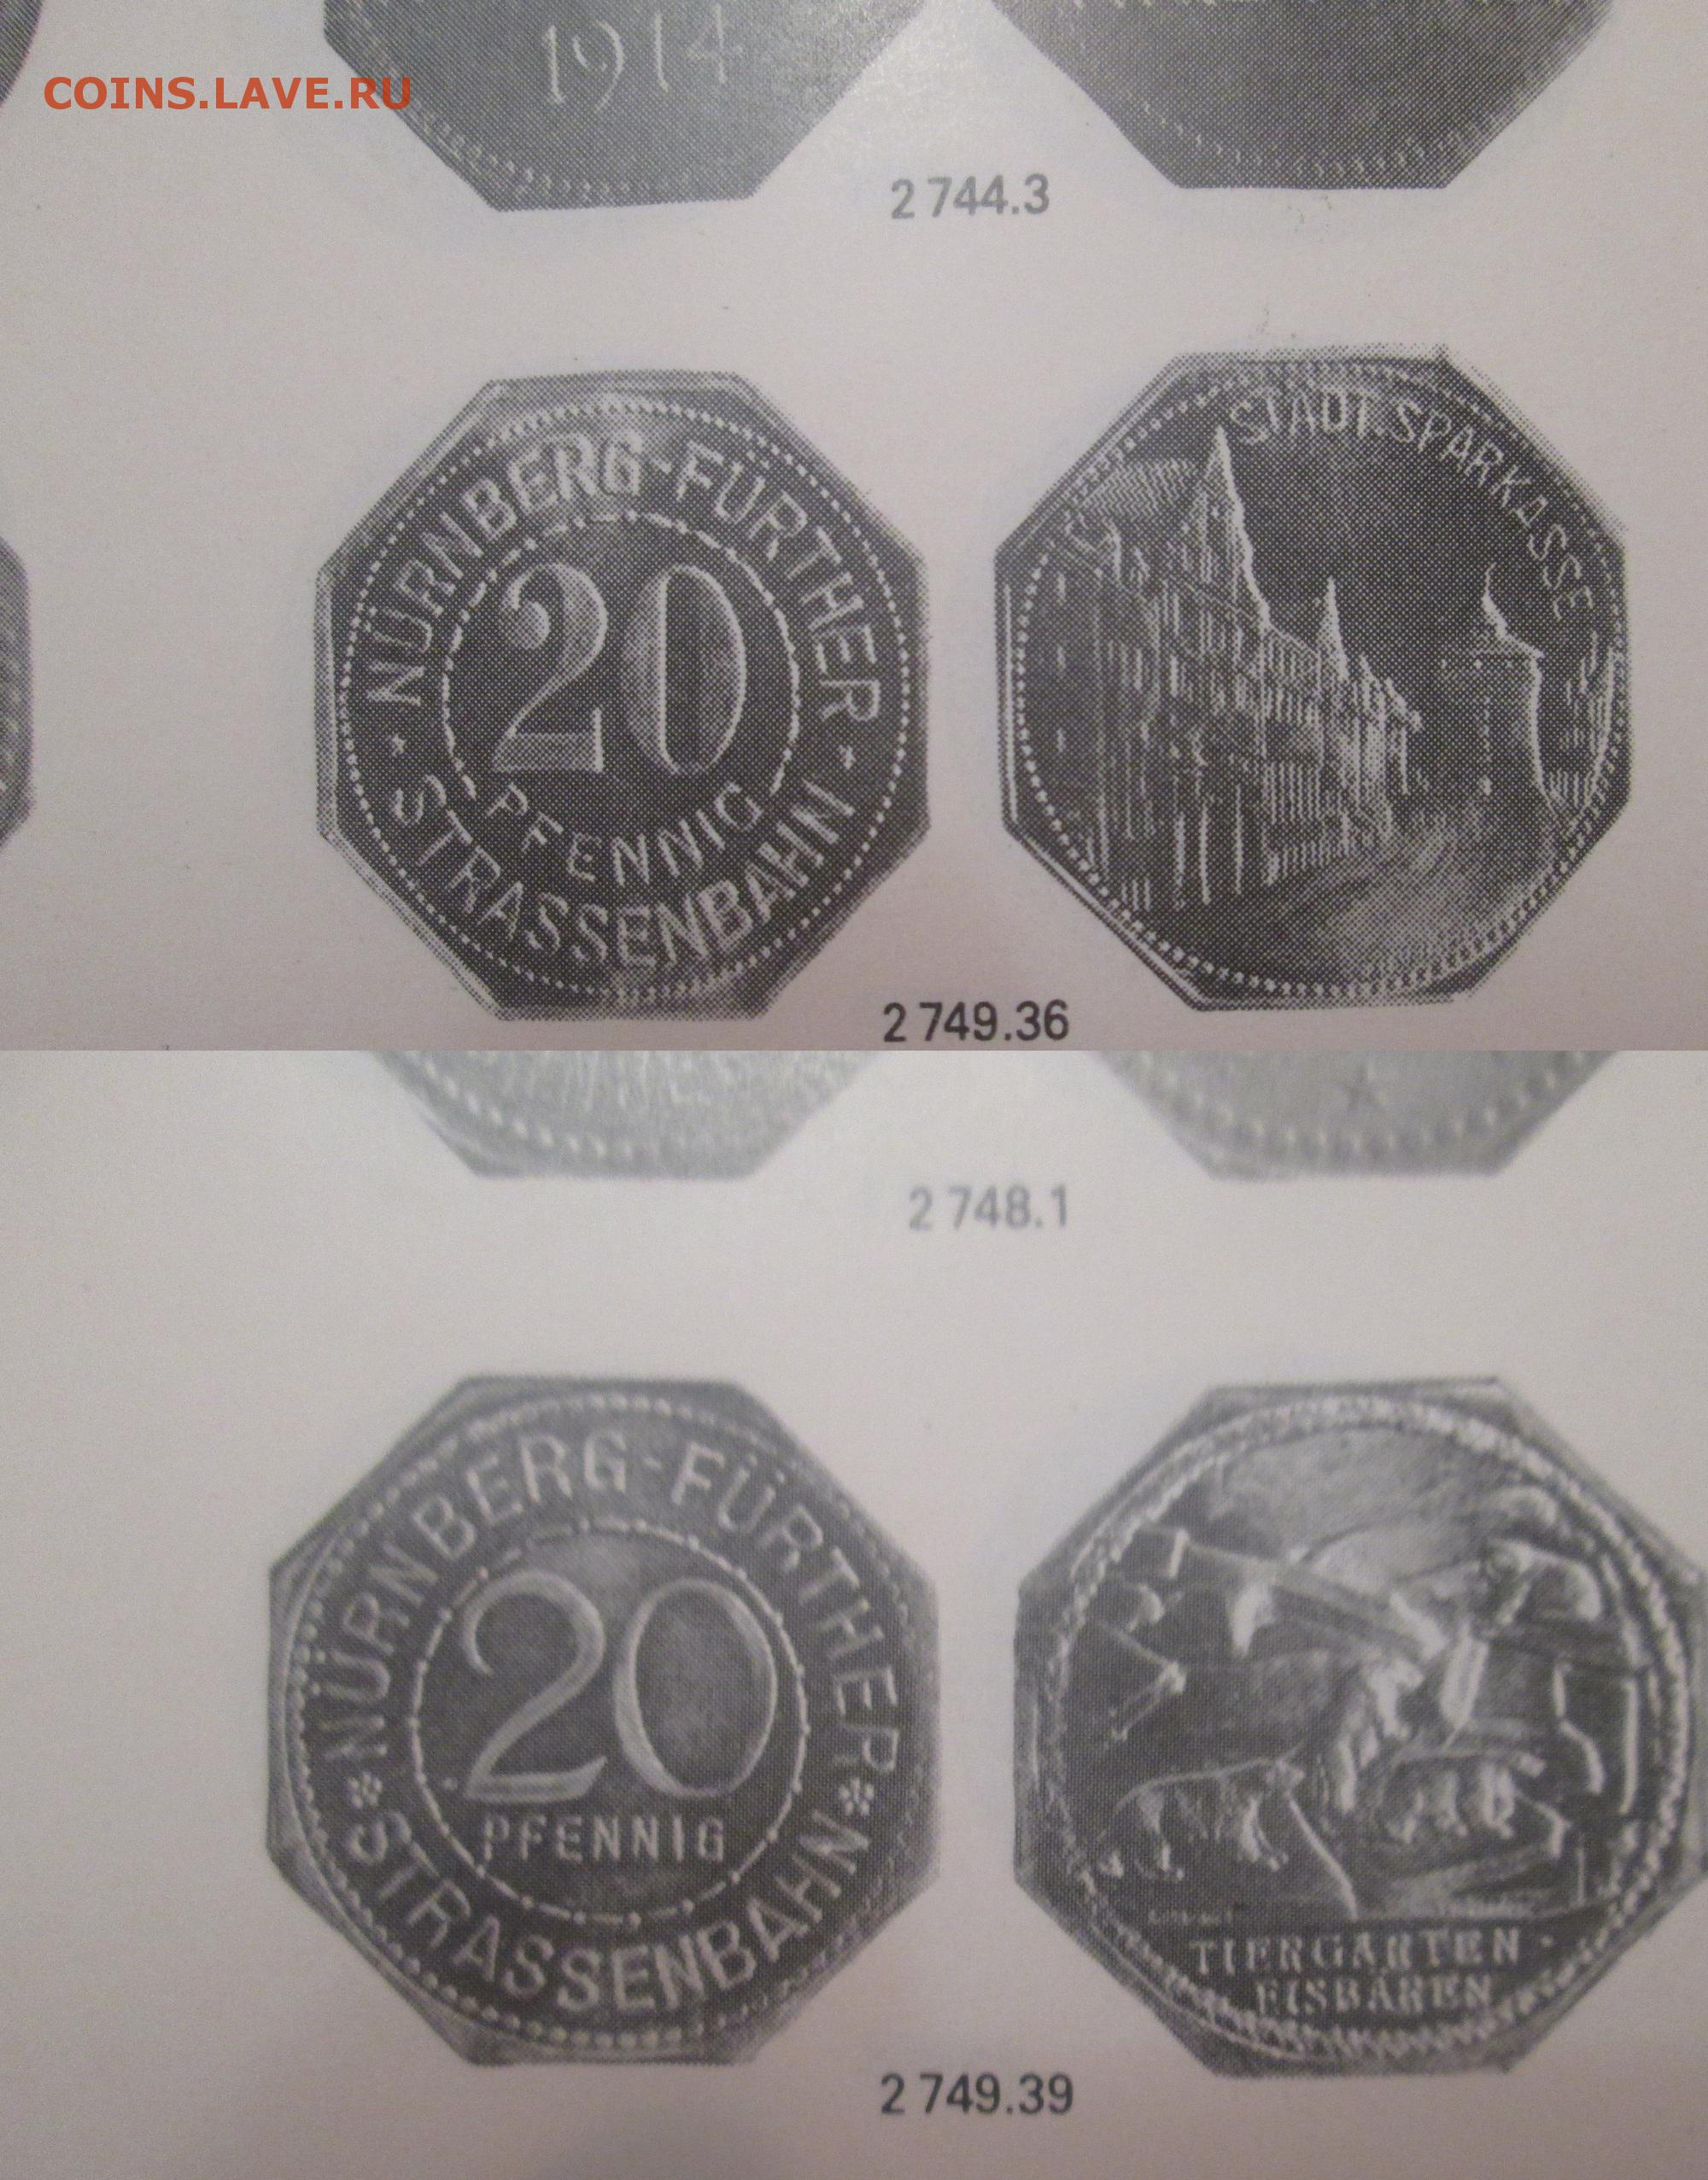 1914
COINS.LAVE.RU
2 744.3
NÜRNBERG-FÜRTHER
20
PFENNIG
STRASSENBAHN
STADT.SPARKASSE
2 749.36
2 748.1
NÜRNBERG-FÜRTHER
20
PFENNIG
STRASSENBAHN
TIERGARTEN-
EISBÄREN
2 749.39